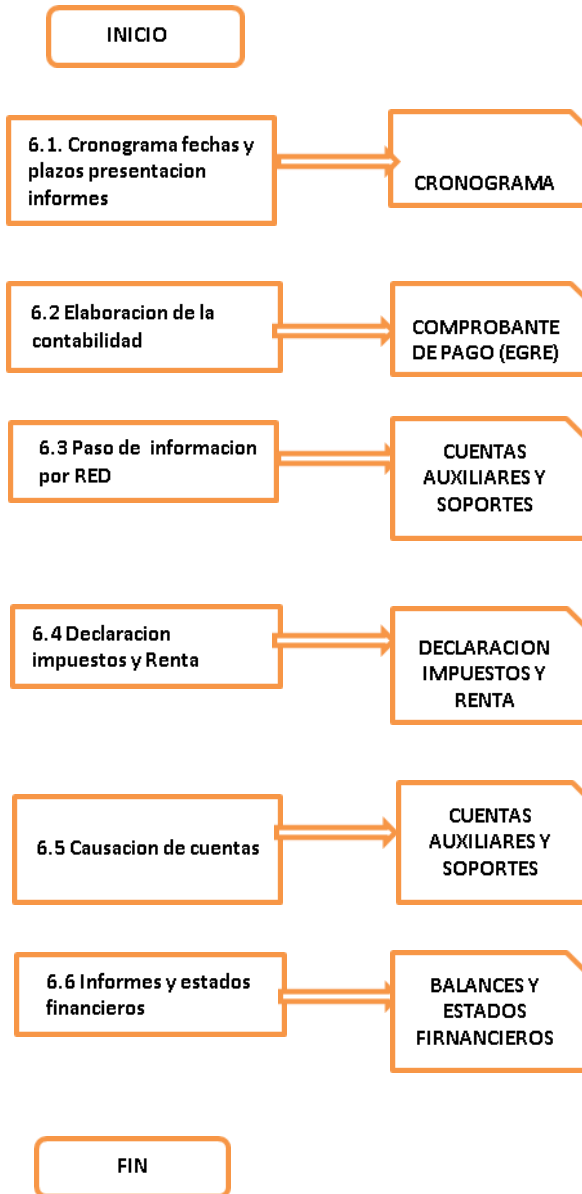 INICIO
6.1. Cronograma fechas y
plazos presentacion
informes
CRONOGRAMA
6.2 Elaboracion de la
contabilidad
COMPROBANTE
DE PAGO (EGRE)
6.3 Paso de informacion
por RED
CUENTAS
AUXILIARES Y
SOPORTES
6.4 Declaracion
impuestos y Renta
DECLARACION
IMPUESTOS Y
RENTA
6.5 Causacion de cuentas
CUENTAS
AUXILIARES Y
SOPORTES
6.6 Informes y estados
financieros
BALANCES Y
ESTADOS
FIRNANCIEROS
FIN